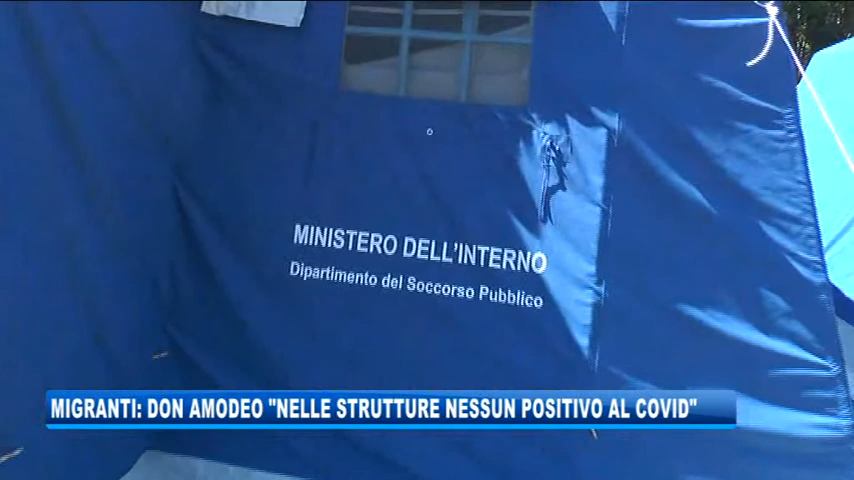 MINISTERO DELL'INTERNO
Dipartimento del Soccorso Pubblico
MIGRANTI: DON AMODEO "NELLE STRUTTURE NESSUN POSITIVO AL COVID"